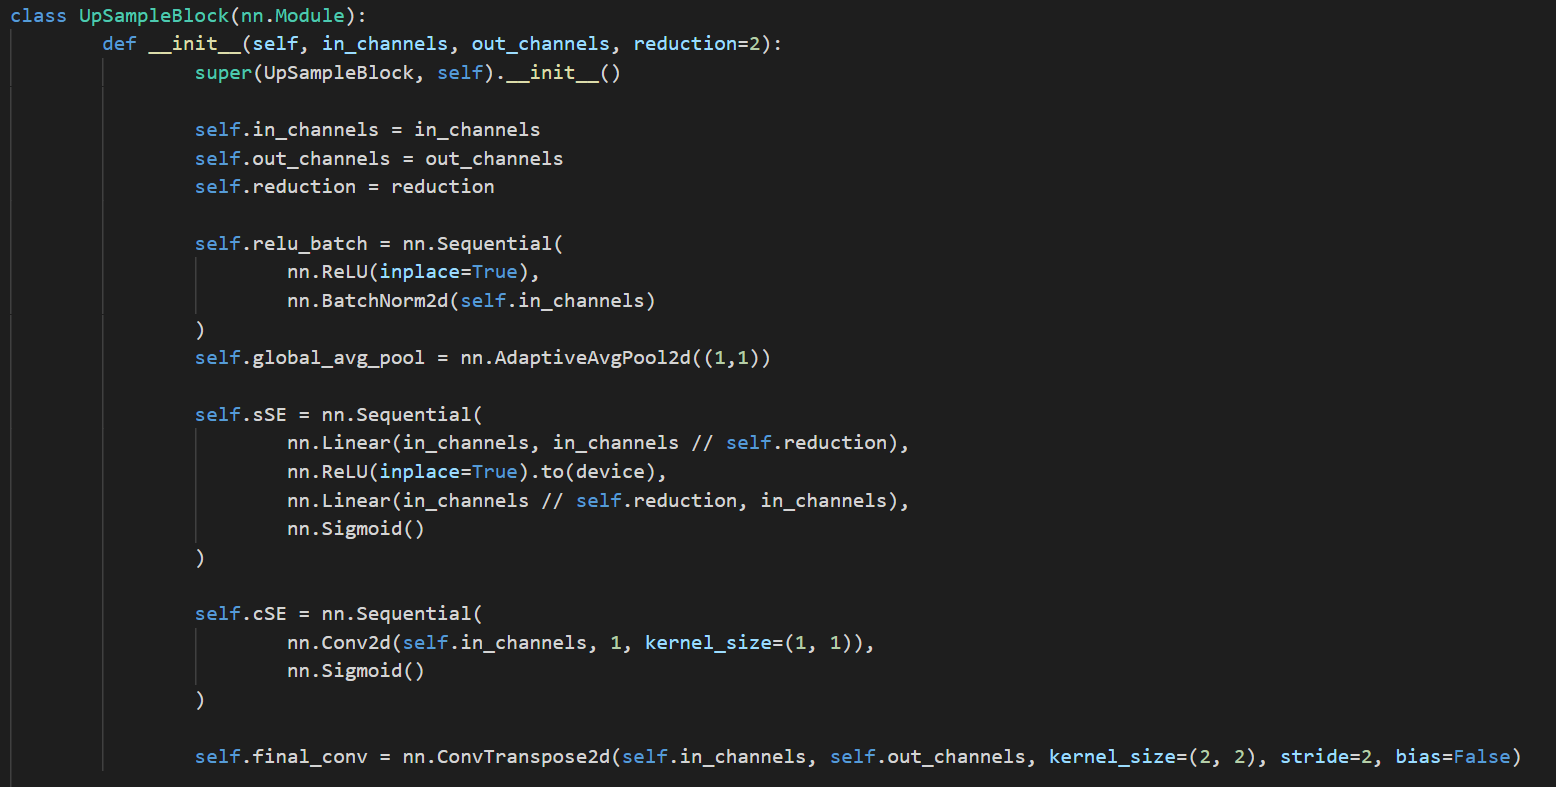 class UpSampleBlock(nn.Module):
def __init__(self, in_channels, out_channels, reduction=2):
super(UpSampleBlock, self).__init__()
self.in_channels = in_channels
self.out_channels = out_channels
self.reduction = reduction
self.relu_batch = nn.Sequential(
nn.ReLU(inplace=True),
nn.BatchNorm2d(self.in_channels)
)
self.global_avg_pool = nn.AdaptiveAvgPool2d((1,1))
self.sSE = nn.Sequential(
nn.Linear(in_channels, in_channels // self.reduction),
nn.ReLU(inplace=True).to(device),
nn.Linear(in_channels // self.reduction, in_channels),
nn.Sigmoid()
)
self.cSE = nn.Sequential(
nn.Conv2d(self.in_channels, 1, kernel_size=(1, 1)),
nn.Sigmoid()
)
self.final_conv = nn.ConvTranspose2d(self.in_channels, self.out_channels, kernel_size=(2, 2), stride=2, bias=False)